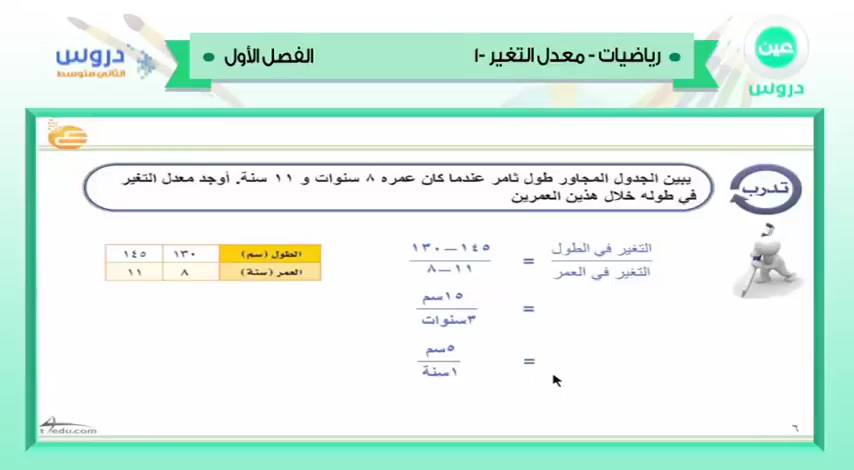 عين
دروس
رياضيات - معدل التغير -١
الفصل الأول
دروس
الثاني متوسط
تدرب
يبين الجدول المجاور طول ثامر عندما كان عمره ٨ سنوات و ١١ سنة. أوجد معدل التغير
في طوله خلال هذين العمرين
الطول (سم) ١٣٠ ١٤٥
العمر (سنة) ٨ ١١
التغير في الطول = ١٤٥ – ١٣٠
التغير في العمر ١١ – ٨
= ١٥سم
٣سنوات
= ٥سم
١سنة
٦